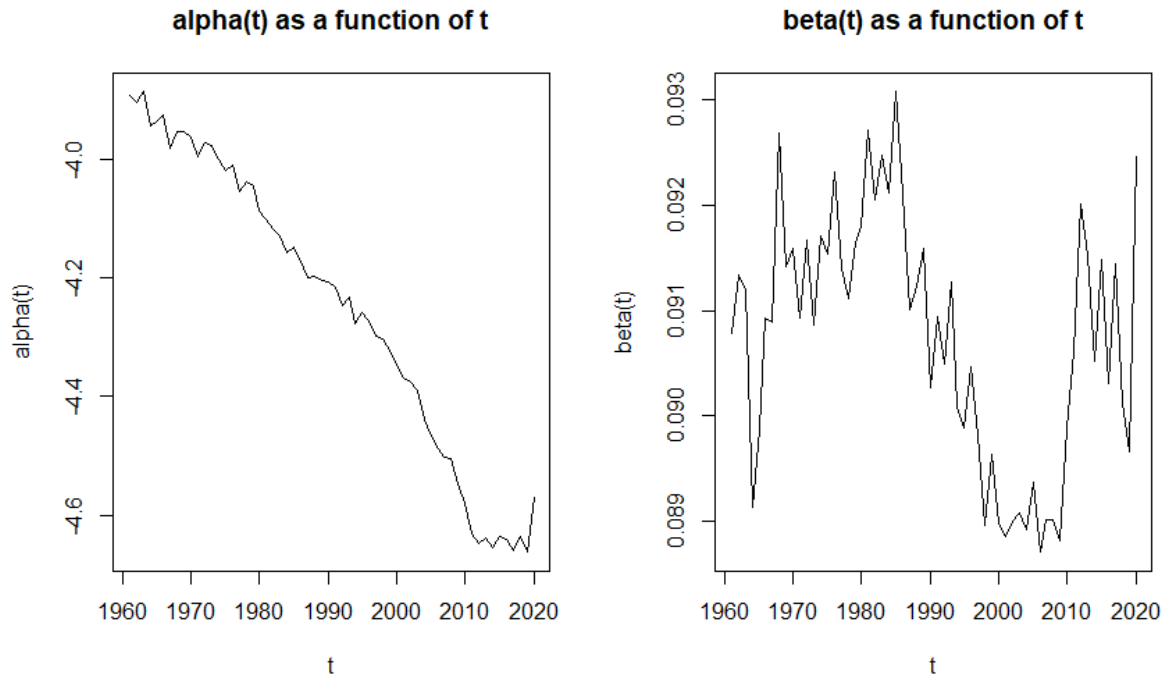 alpha(t) as a function of t
alpha(t)
-4.0
-4.2
-4.4
-4.6
1960 1970 1980 1990 2000 2010 2020
t
beta(t) as a function of t
beta(t)
0.093
0.092
0.091
0.090
0.089
1960 1970 1980 1990 2000 2010 2020
t